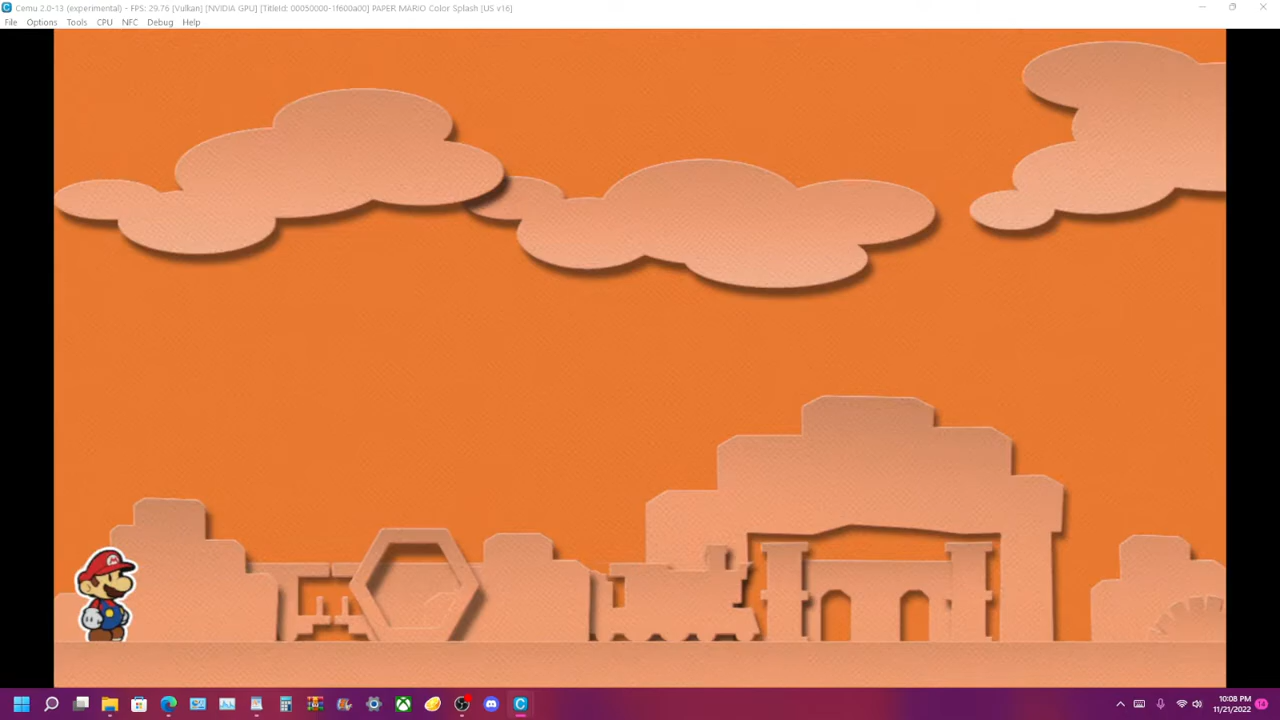 Cemu 2.0-13 (experimental) - FPS: 29.76 [Vulkan] [NVIDIA GPU] [TitleId: 00050000-1f600a00] PAPER MARIO Color Splash [US v16]
File Options Tools CPU NFC Debug Help
M
10:08 PM
11/21/2022
14